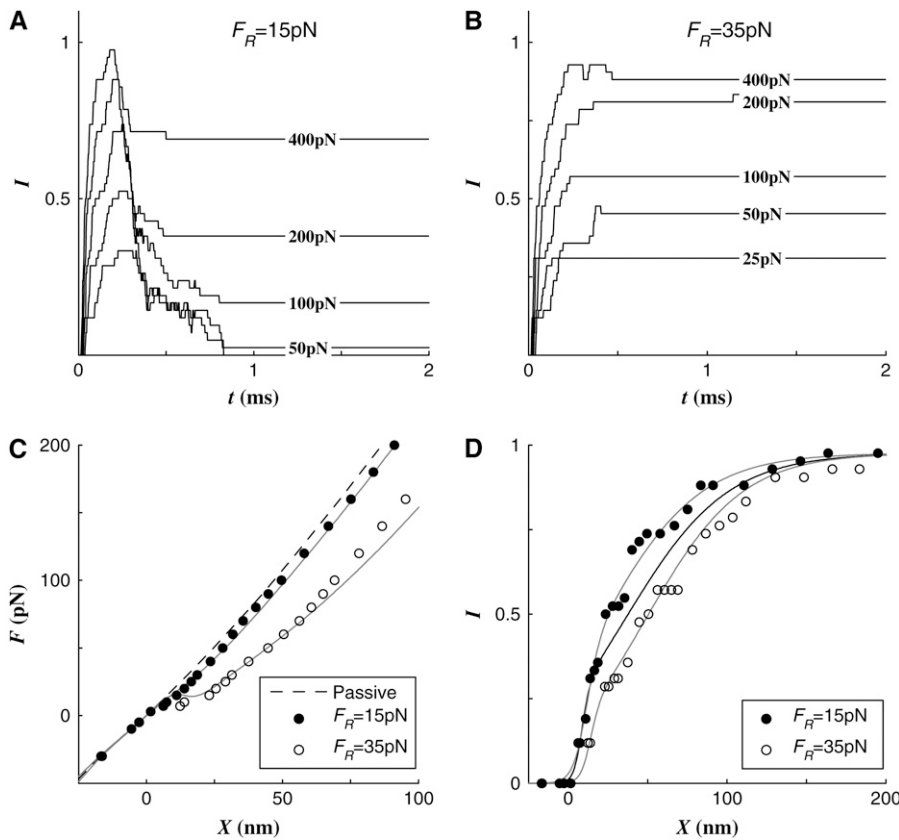 A
F_R=15pN
1
0.5
I
400pN
200pN
100pN
50pN
0
1
2
t (ms)
B
F_R=35pN
1
0.5
I
400pN
200pN
100pN
50pN
25pN
0
1
2
t (ms)
C
200
100
0
F (pN)
Passive
F_R=15pN
F_R=35pN
0
50
100
X (nm)
D
1
0.5
0
I
F_R=15pN
F_R=35pN
0
50
100
150
200
X (nm)